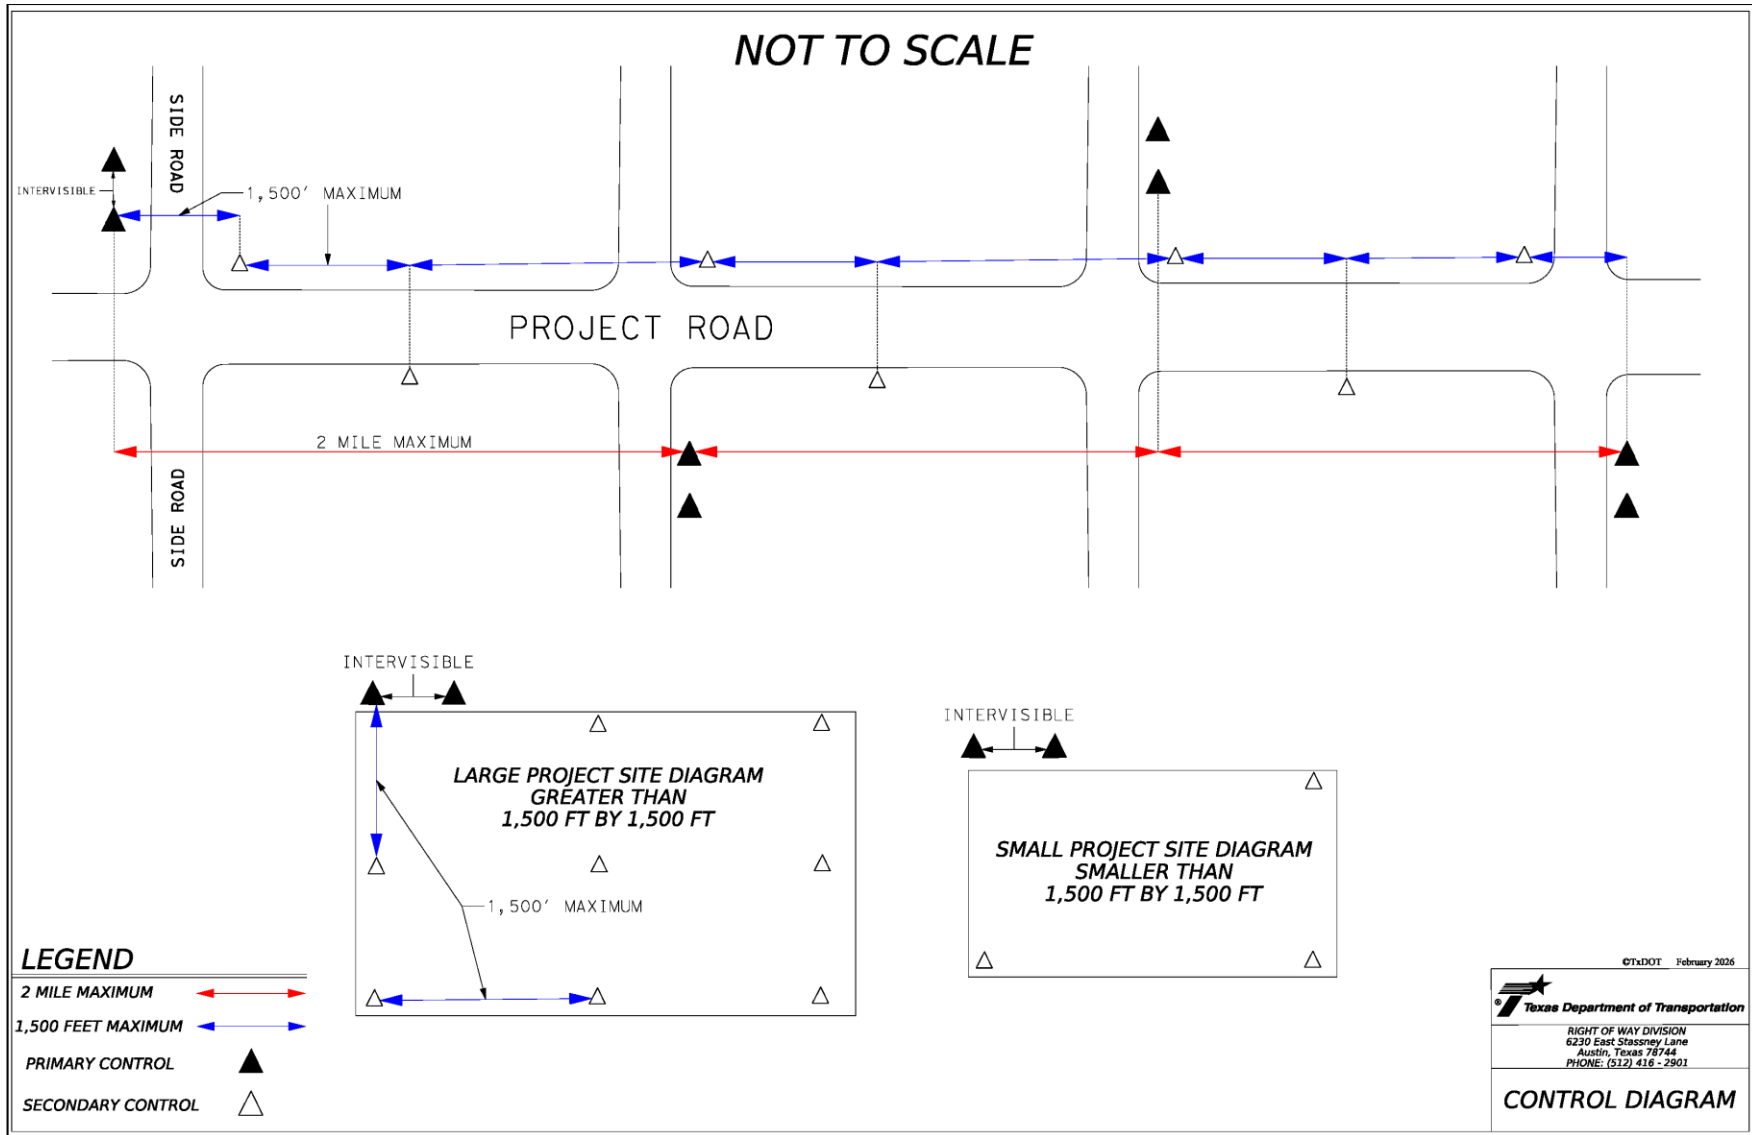 NOT TO SCALE
SIDE ROAD
INTERVISIBLE
1,500' MAXIMUM
PROJECT ROAD
2 MILE MAXIMUM
SIDE ROAD
INTERVISIBLE
LARGE PROJECT SITE DIAGRAM
GREATER THAN
1,500 FT BY 1,500 FT
1,500' MAXIMUM
INTERVISIBLE
SMALL PROJECT SITE DIAGRAM
SMALLER THAN
1,500 FT BY 1,500 FT
LEGEND
2 MILE MAXIMUM
1,500 FEET MAXIMUM
PRIMARY CONTROL
SECONDARY CONTROL
©TxDOT February 2026
® Texas Department of Transportation
RIGHT OF WAY DIVISION
6230 East Stassney Lane
Austin, Texas 78744
PHONE: (512) 416 - 2901
CONTROL DIAGRAM